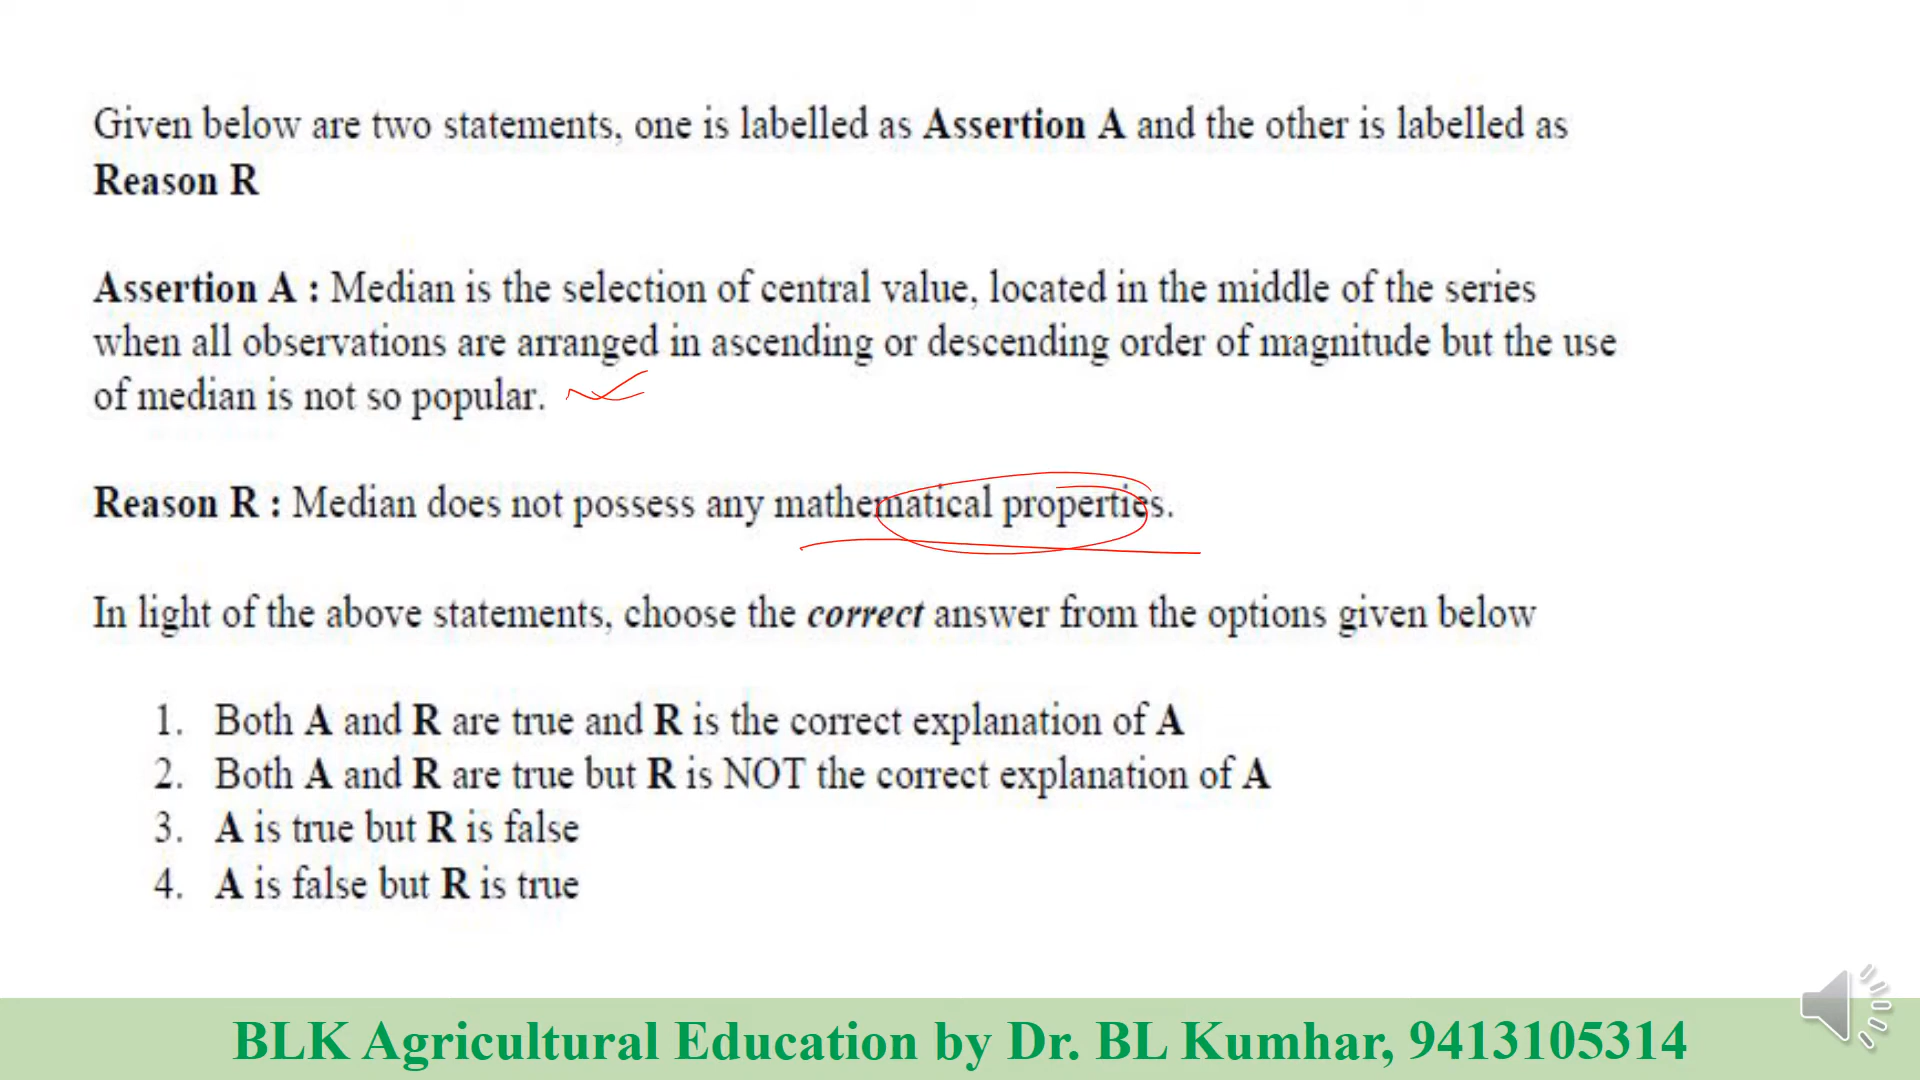 Given below are two statements, one is labelled as Assertion A and the other is labelled as
Reason R
Assertion A : Median is the selection of central value, located in the middle of the series
when all observations are arranged in ascending or descending order of magnitude but the use
of median is not so popular.
Reason R : Median does not possess any mathematical properties.
In light of the above statements, choose the correct answer from the options given below
1. Both A and R are true and R is the correct explanation of A
2. Both A and R are true but R is NOT the correct explanation of A
3. A is true but R is false
4. A is false but R is true
BLK Agricultural Education by Dr. BL Kumhar, 9413105314